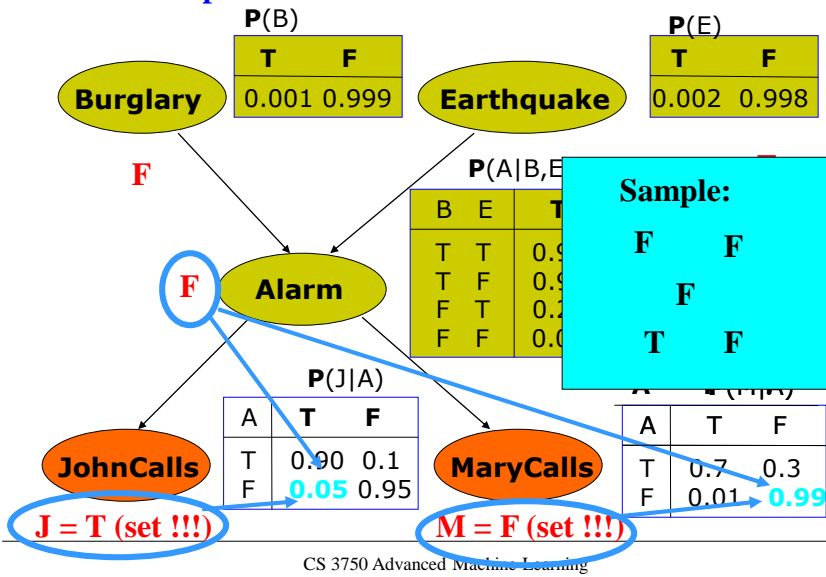 P(B)
T F
0.001 0.999
Burglary
P(E)
T F
0.002 0.998
Earthquake
F
P(A|B,E
B E
T T
T F
F T
F F
Sample:
F F
F
T F
F
Alarm
P(J|A)
A T F
T 0.90 0.1
F 0.05 0.95
JohnCalls
J = T (set !!!)
A T F
T 0.7 0.3
F 0.01 0.99
MaryCalls
M = F (set !!!)
CS 3750 Advanced Machine Learning